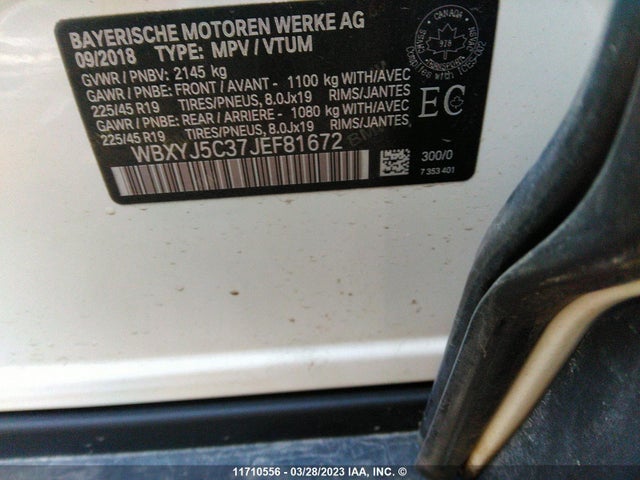 BAYERISCHE MOTOREN WERKE AG
09/2018 TYPE: MPV / VTUM
GVWR / PNBV: 2145 kg
GAWR / PNBE: FRONT / AVANT - 1100 kg WITH/AVEC
225/45 R19 TIRES/PNEUS, 8.0Jx19 RIMS/JANTES
GAWR / PNBE: REAR / ARRIERE - 1080 kg WITH/AVEC
225/45 R19 TIRES/PNEUS, 8.0Jx19 RIMS/JANTES
WBXYJ5C37JEF81672
CANADA
EC
300/0
7 353 401
11710556 - 03/28/2023 IAA, INC. ©